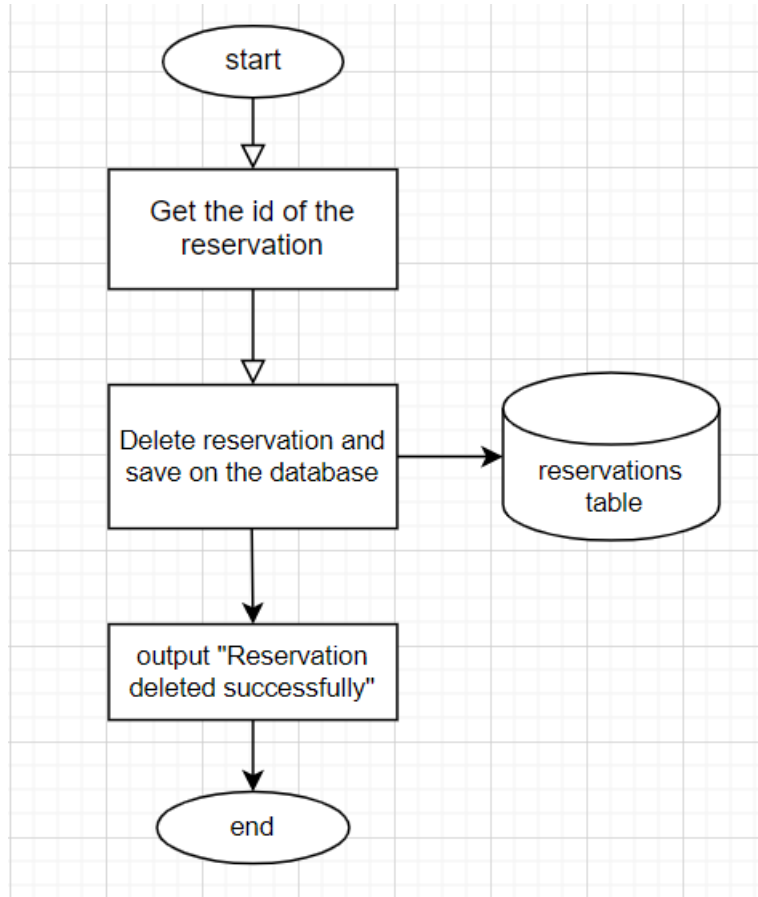 start
Get the id of the
reservation
Delete reservation and
save on the database
reservations
table
output "Reservation
deleted successfully"
end